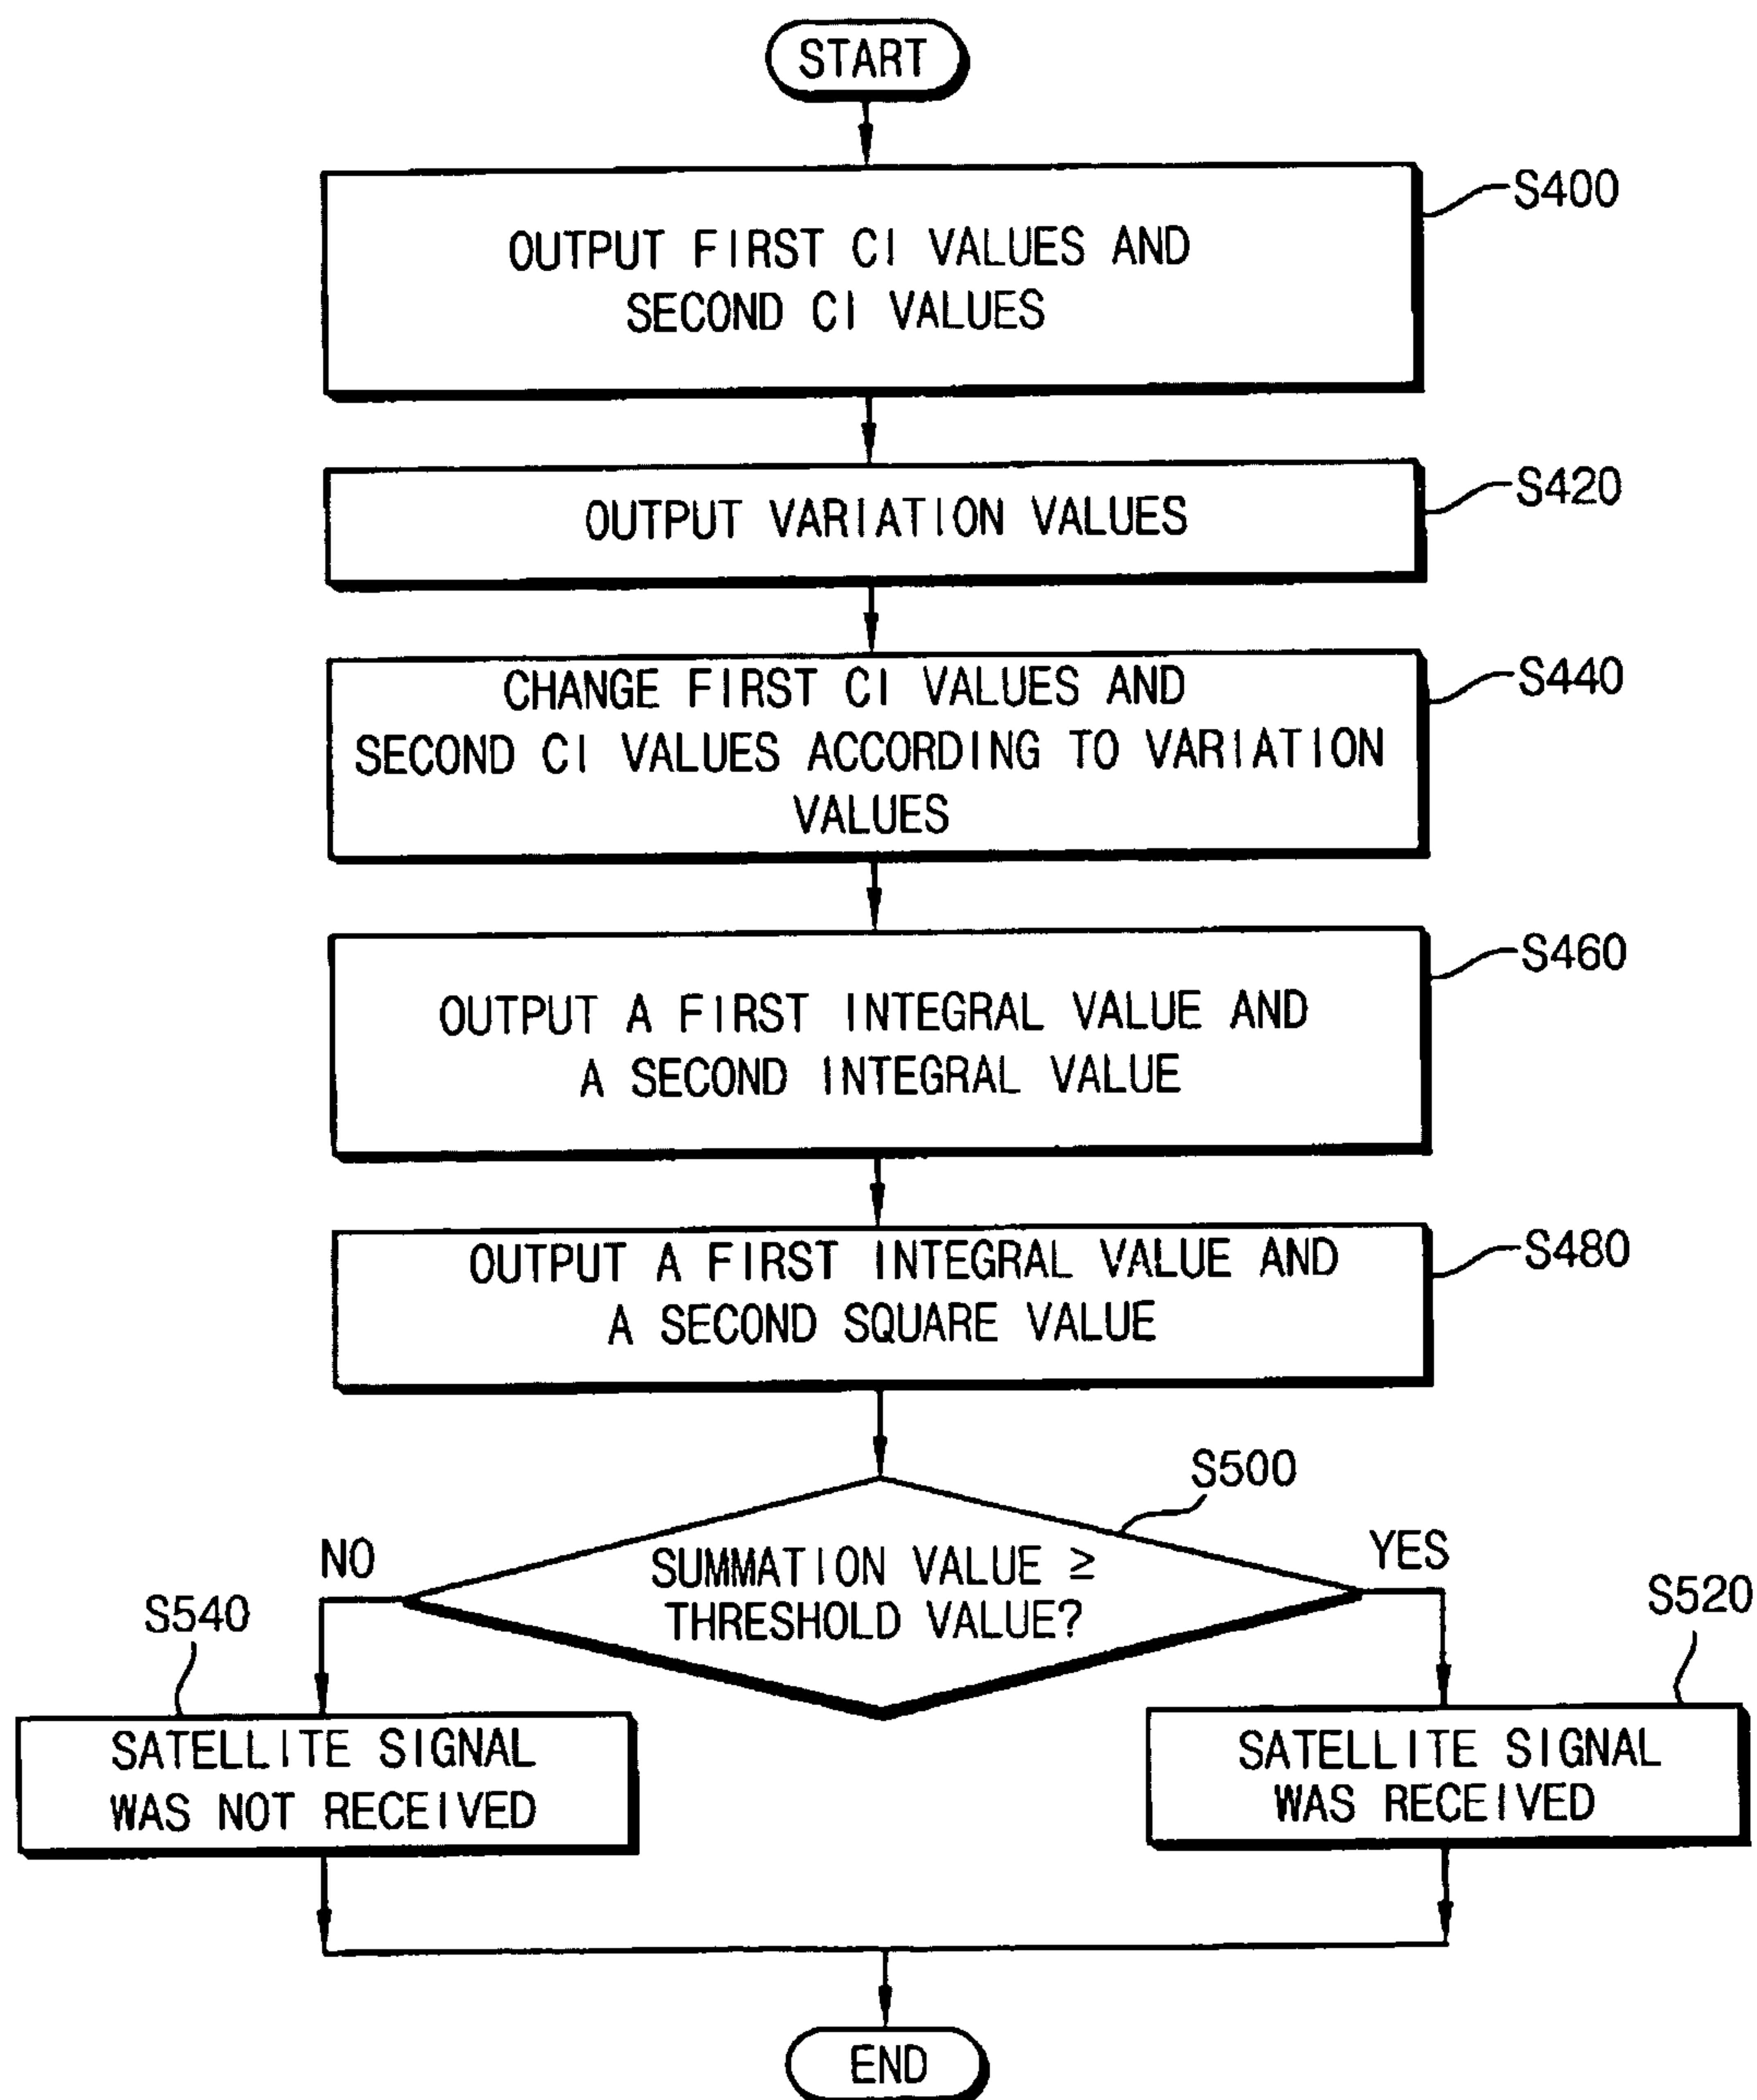 START
S400
OUTPUT FIRST CI VALUES AND
SECOND CI VALUES
S420
OUTPUT VARIATION VALUES
S440
CHANGE FIRST CI VALUES AND
SECOND CI VALUES ACCORDING TO VARIATION
VALUES
S460
OUTPUT A FIRST INTEGRAL VALUE AND
A SECOND INTEGRAL VALUE
S480
OUTPUT A FIRST INTEGRAL VALUE AND
A SECOND SQUARE VALUE
S500
SUMMATION VALUE ≥
THRESHOLD VALUE?
NO
YES
S540
S520
SATELLITE SIGNAL
WAS NOT RECEIVED
SATELLITE SIGNAL
WAS RECEIVED
END